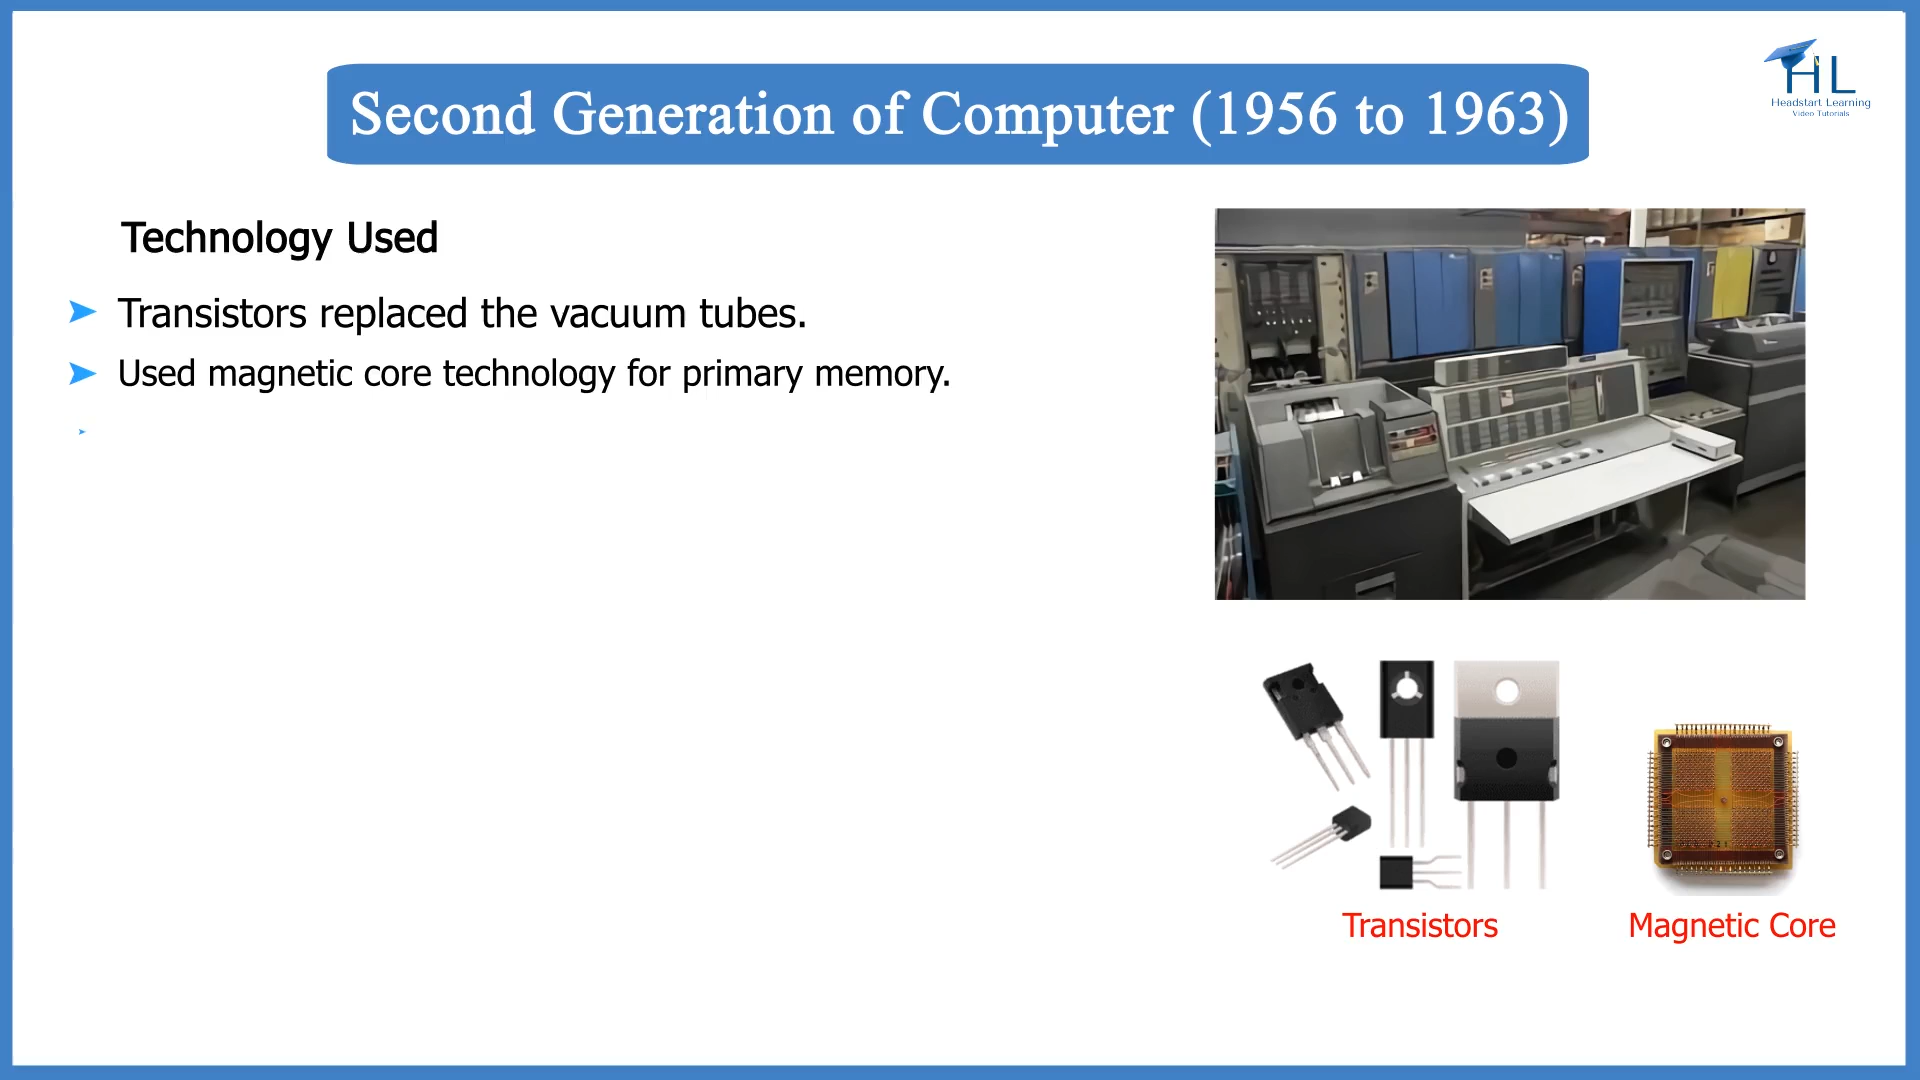 Second Generation of Computer (1956 to 1963)
HL
Headstart Learning
Video Tutorials
Technology Used
Transistors replaced the vacuum tubes.
Used magnetic core technology for primary memory.
Transistors
Magnetic Core